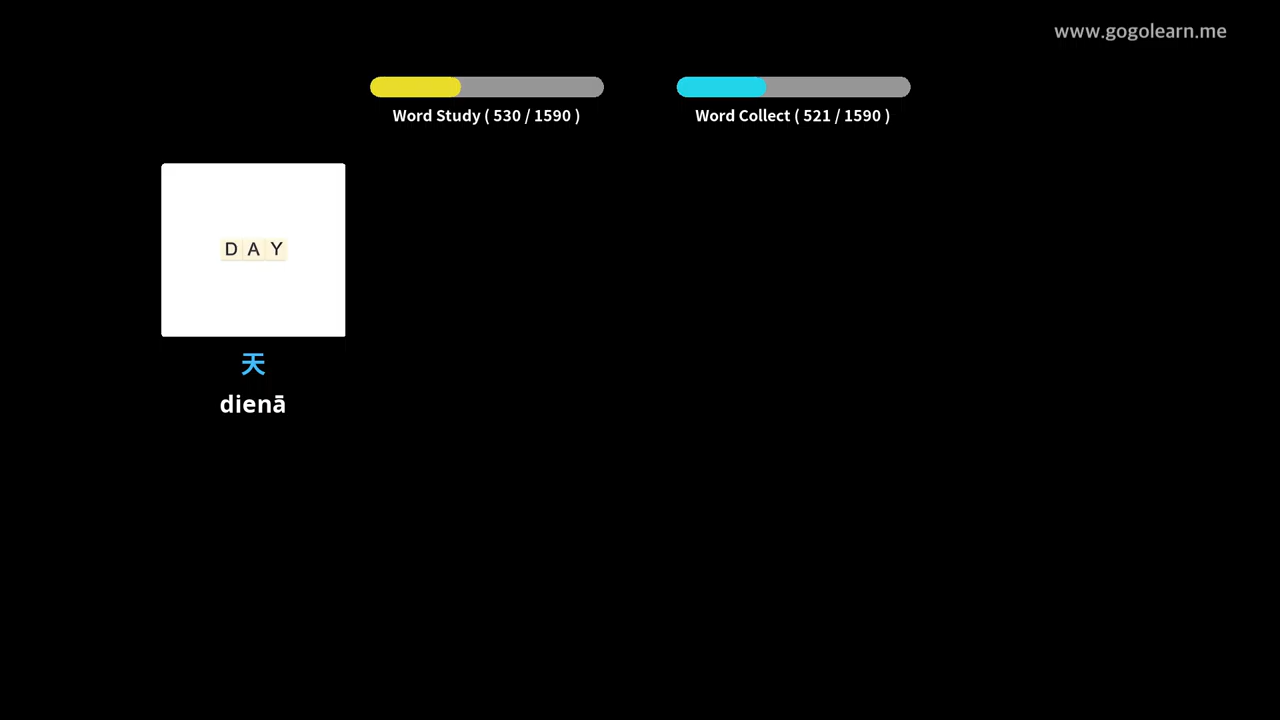 www.gogolearn.me
Word Study ( 530 / 1590 )
Word Collect ( 521 / 1590 )
DAY
天
dienā